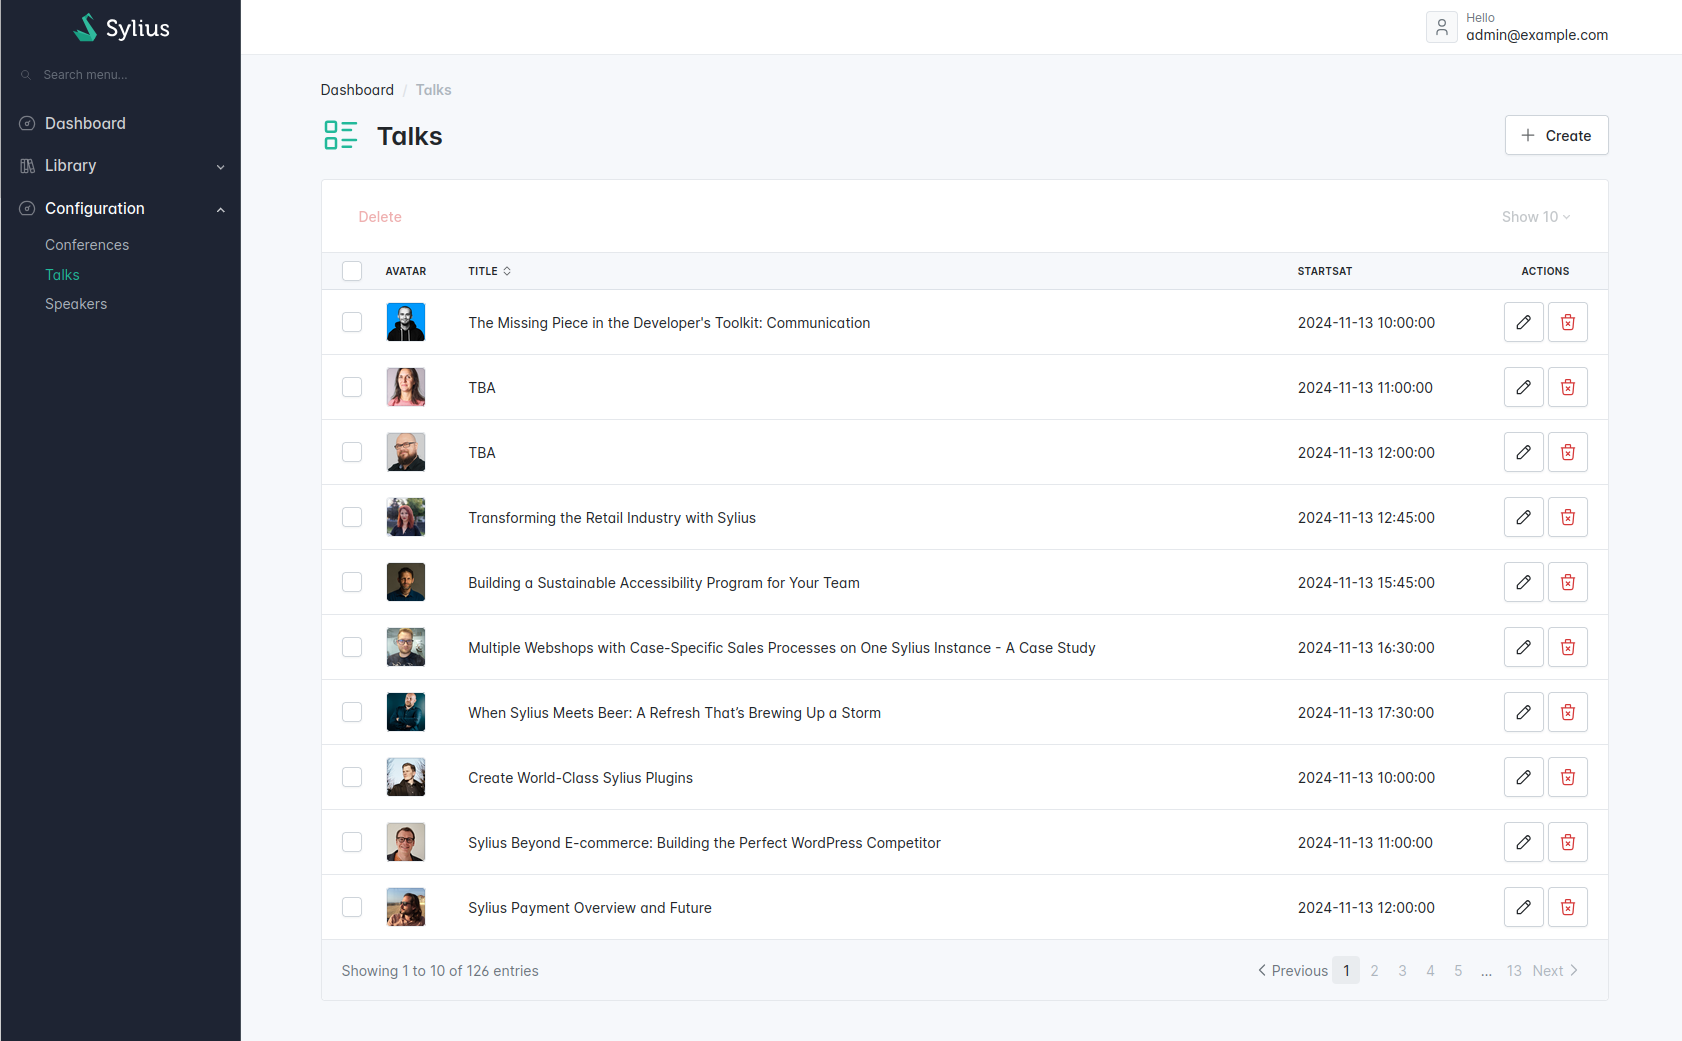 Sylius
Hello
admin@example.com
Search menu...
Dashboard
Library
Configuration
Conferences
Talks
Speakers
Dashboard / Talks
Talks
Create
Delete
Show 10
AVATAR TITLE STARTSAT ACTIONS
The Missing Piece in the Developer's Toolkit: Communication 2024-11-13 10:00:00
TBA 2024-11-13 11:00:00
TBA 2024-11-13 12:00:00
Transforming the Retail Industry with Sylius 2024-11-13 12:45:00
Building a Sustainable Accessibility Program for Your Team 2024-11-13 15:45:00
Multiple Webshops with Case-Specific Sales Processes on One Sylius Instance - A Case Study 2024-11-13 16:30:00
When Sylius Meets Beer: A Refresh That’s Brewing Up a Storm 2024-11-13 17:30:00
Create World-Class Sylius Plugins 2024-11-13 10:00:00
Sylius Beyond E-commerce: Building the Perfect WordPress Competitor 2024-11-13 11:00:00
Sylius Payment Overview and Future 2024-11-13 12:00:00
Showing 1 to 10 of 126 entries
Previous 1 2 3 4 5 ... 13 Next